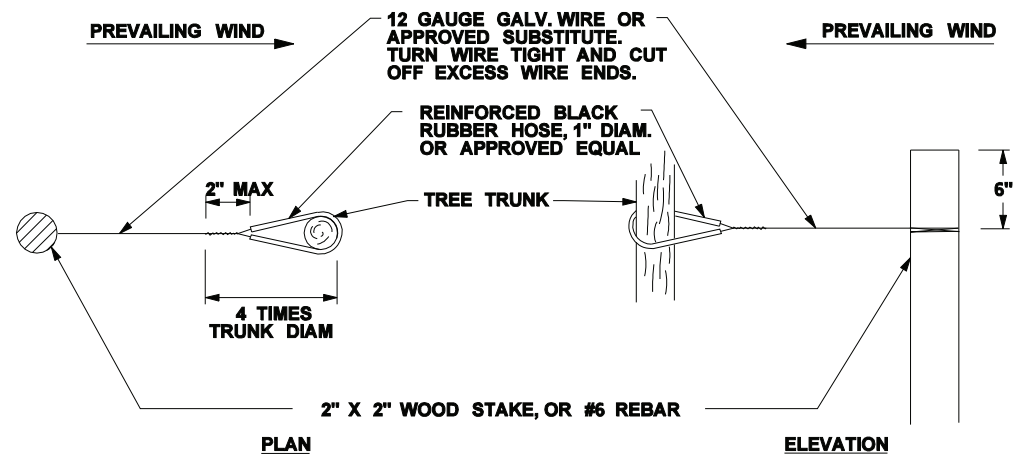 PREVAILING WIND
12 GAUGE GALV. WIRE OR
APPROVED SUBSTITUTE.
TURN WIRE TIGHT AND CUT
OFF EXCESS WIRE ENDS.
PREVAILING WIND
REINFORCED BLACK
RUBBER HOSE, 1" DIAM.
OR APPROVED EQUAL
2" MAX
TREE TRUNK
6"
4 TIMES
TRUNK DIAM
2" X 2" WOOD STAKE, OR #6 REBAR
PLAN
ELEVATION